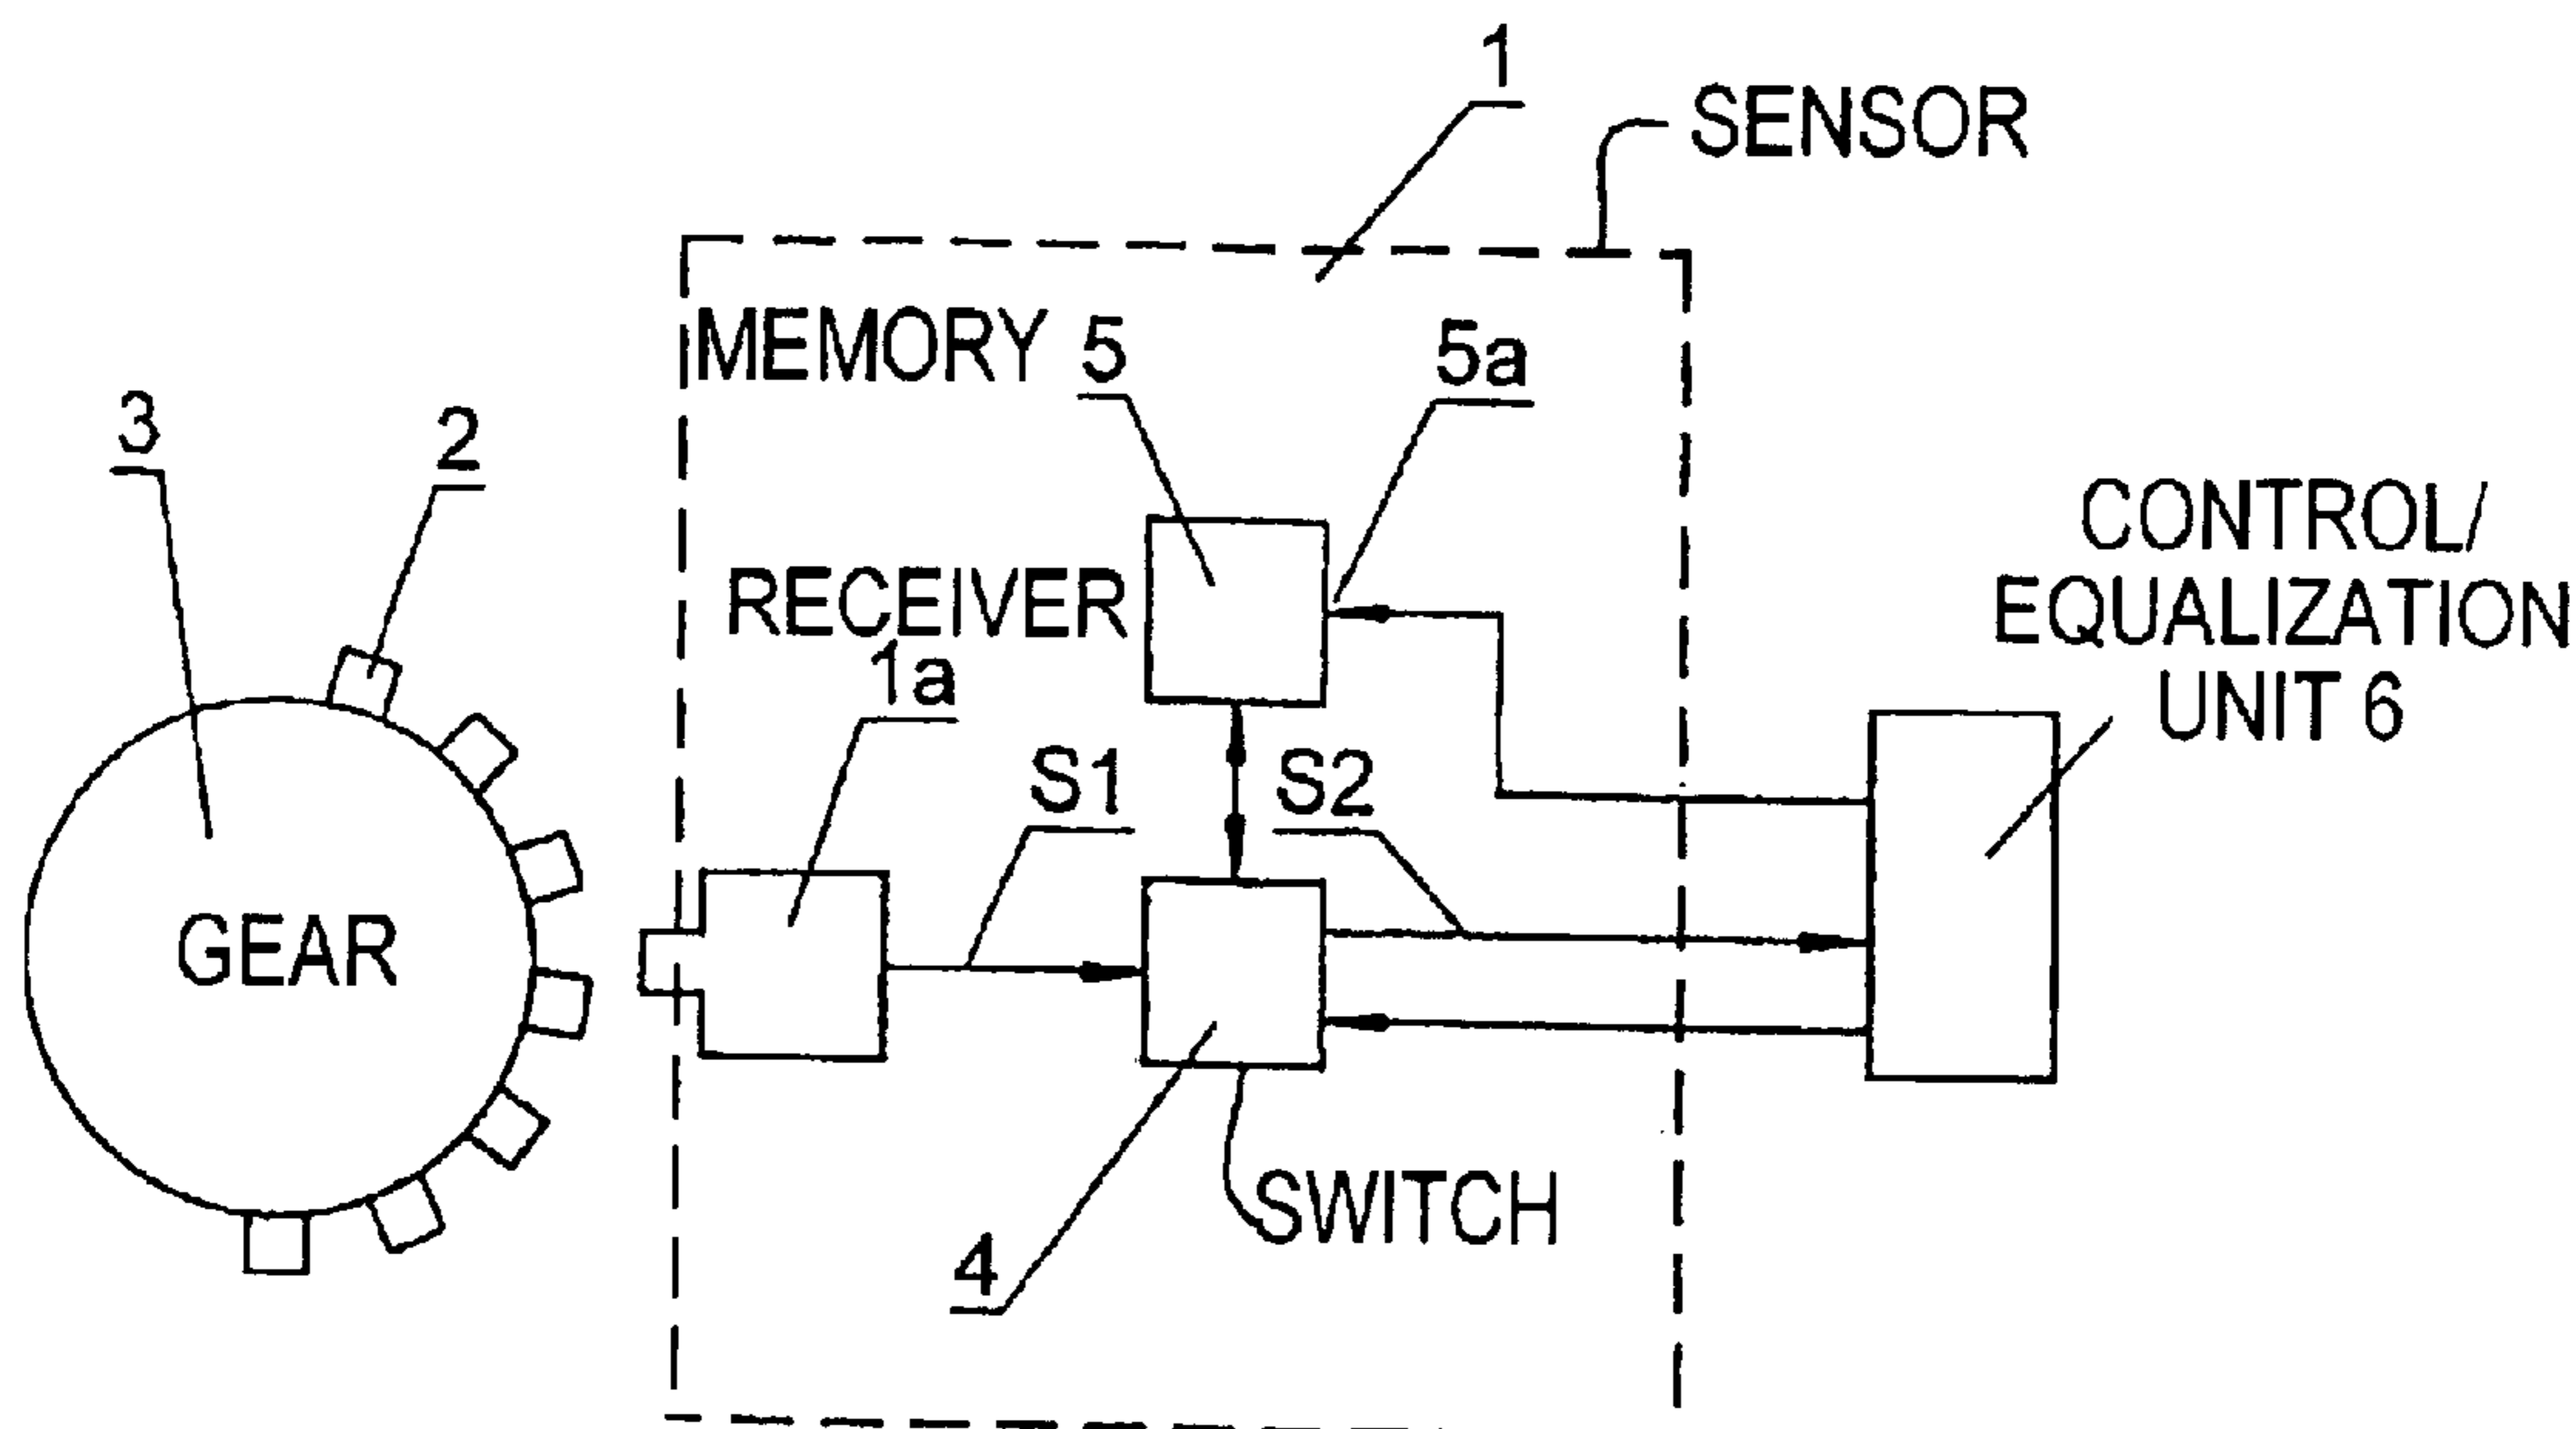 1
SENSOR
MEMORY 5
5a
3
2
CONTROL/
EQUALIZATION
UNIT 6
RECEIVER
1a
S1
S2
GEAR
SWITCH
4